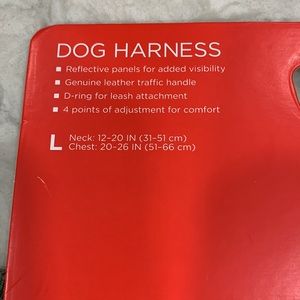 DOG HARNESS
▪ Reflective panels for added visibility
▪ Genuine leather traffic handle
▪ D-ring for leash attachment
▪ 4 points of adjustment for comfort
L Neck: 12–20 IN (31–51 cm)
Chest: 20–26 IN (51–66 cm)